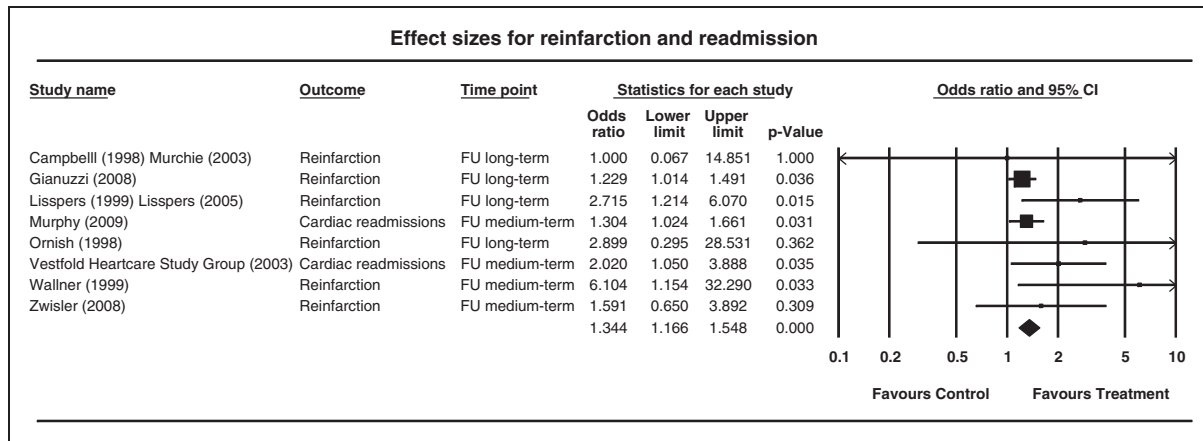 Effect sizes for reinfarction and readmission
Study name Outcome Time point Statistics for each study Odds ratio and 95% CI
Odds Lower Upper
ratio limit limit p-Value
Campbelll (1998) Murchie (2003) Reinfarction FU long-term 1.000 0.067 14.851 1.000
Gianuzzi (2008) Reinfarction FU long-term 1.229 1.014 1.491 0.036
Lisspers (1999) Lisspers (2005) Reinfarction FU long-term 2.715 1.214 6.070 0.015
Murphy (2009) Cardiac readmissions FU medium-term 1.304 1.024 1.661 0.031
Ornish (1998) Reinfarction FU long-term 2.899 0.295 28.531 0.362
Vestfold Heartcare Study Group (2003) Cardiac readmissions FU medium-term 2.020 1.050 3.888 0.035
Wallner (1999) Reinfarction FU medium-term 6.104 1.154 32.290 0.033
Zwisler (2008) Reinfarction FU medium-term 1.591 0.650 3.892 0.309
1.344 1.166 1.548 0.000
0.1 0.2 0.5 1 2 5 10
Favours Control Favours Treatment